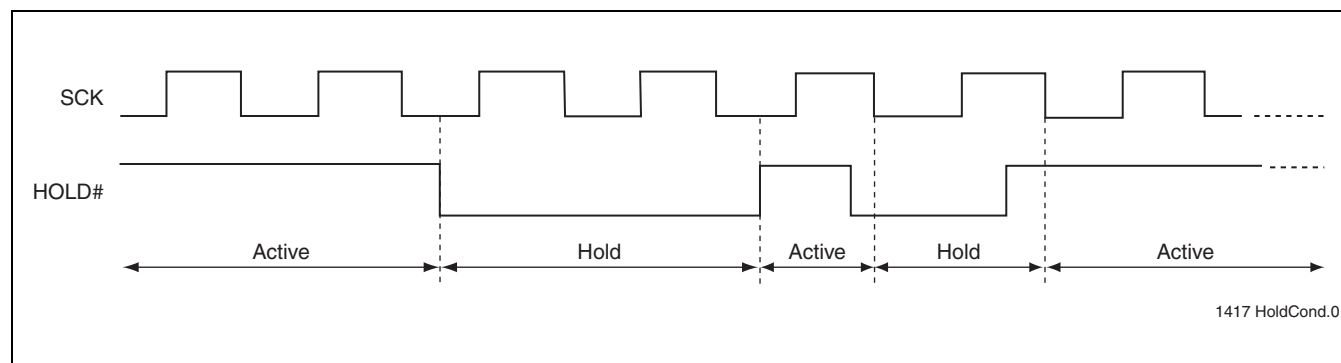 SCK
HOLD#
Active
Hold
Active
Hold
Active
1417 HoldCond.0